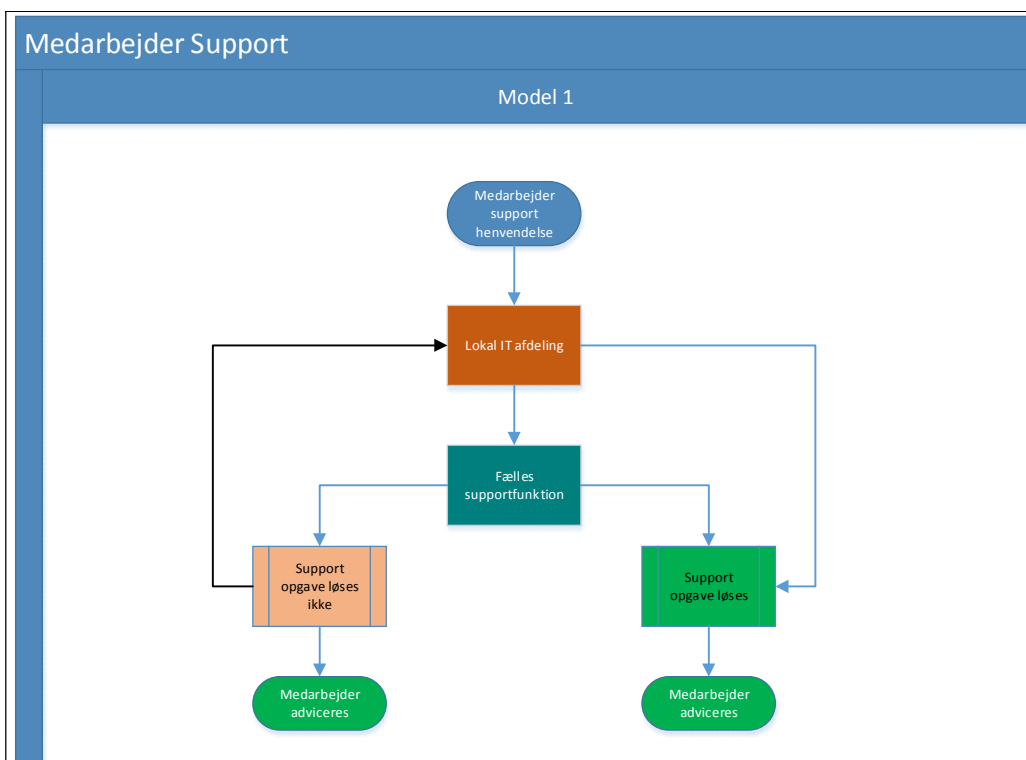 Medarbejder Support
Model 1
Medarbejder
support
henvendelse
Lokal IT afdeling
Fælles
supportfunktion
Support
opgave løses
ikke
Support
opgave løses
Medarbejder
adviceres
Medarbejder
adviceres